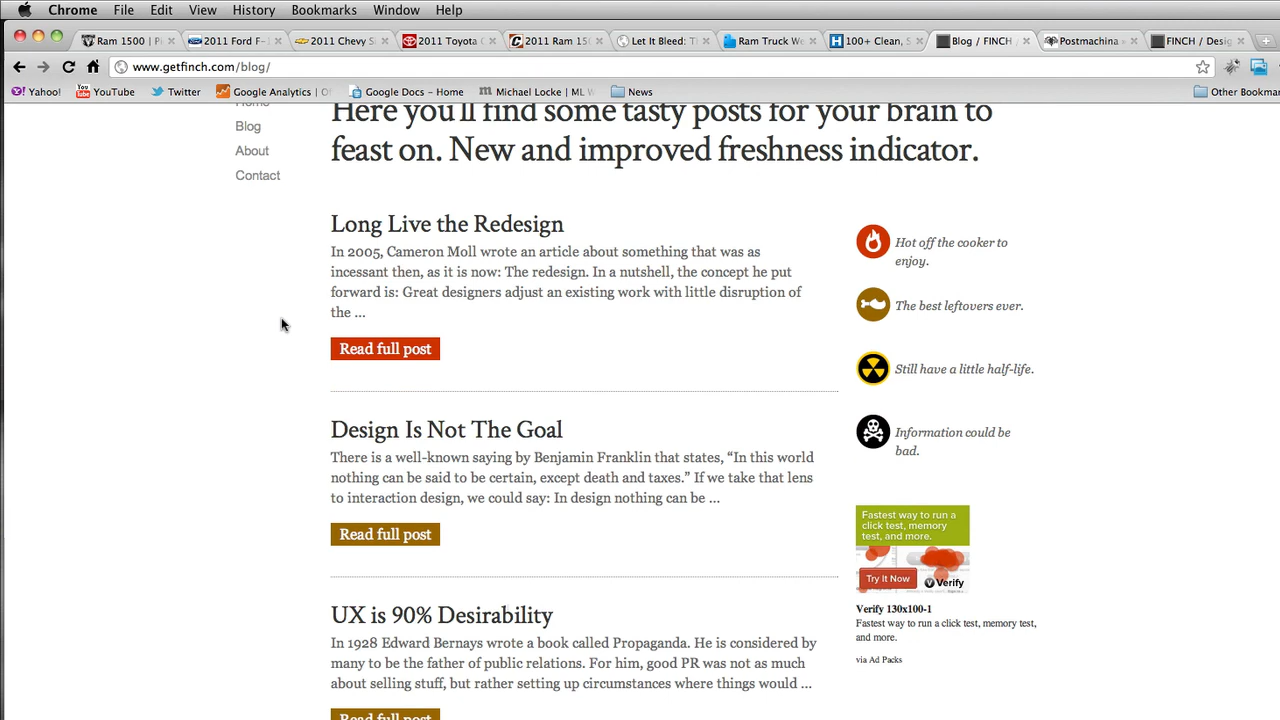 Chrome File Edit View History Bookmarks Window Help
Ram 1500 | P
2011 Ford F-
2011 Chevy S
2011 Toyota
2011 Ram 15
Let It Bleed: T
Ram Truck W
100+ Clean, S
Blog / FINCH /
Postmachina »
FINCH / Desig
www.getfinch.com/blog/
Yahoo! YouTube Twitter Google Analytics | Of Google Docs - Home Michael Locke | ML W News Other Bookmar
Home
Blog
About
Contact
Here you'll find some tasty posts for your brain to
feast on. New and improved freshness indicator.
Long Live the Redesign
In 2005, Cameron Moll wrote an article about something that was as
incessant then, as it is now: The redesign. In a nutshell, the concept he put
forward is: Great designers adjust an existing work with little disruption of
the ...
Read full post
Design Is Not The Goal
There is a well-known saying by Benjamin Franklin that states, “In this world
nothing can be said to be certain, except death and taxes.” If we take that lens
to interaction design, we could say: In design nothing can be ...
Read full post
UX is 90% Desirability
In 1928 Edward Bernays wrote a book called Propaganda. He is considered by
many to be the father of public relations. For him, good PR was not as much
about selling stuff, but rather setting up circumstances where things would ...
Read full post
Hot off the cooker to
enjoy.
The best leftovers ever.
Still have a little half-life.
Information could be
bad.
Fastest way to run a
click test, memory
test, and more.
Try It Now
Verify
Verify 130x100-1
Fastest way to run a click test, memory test,
and more.
via Ad Packs